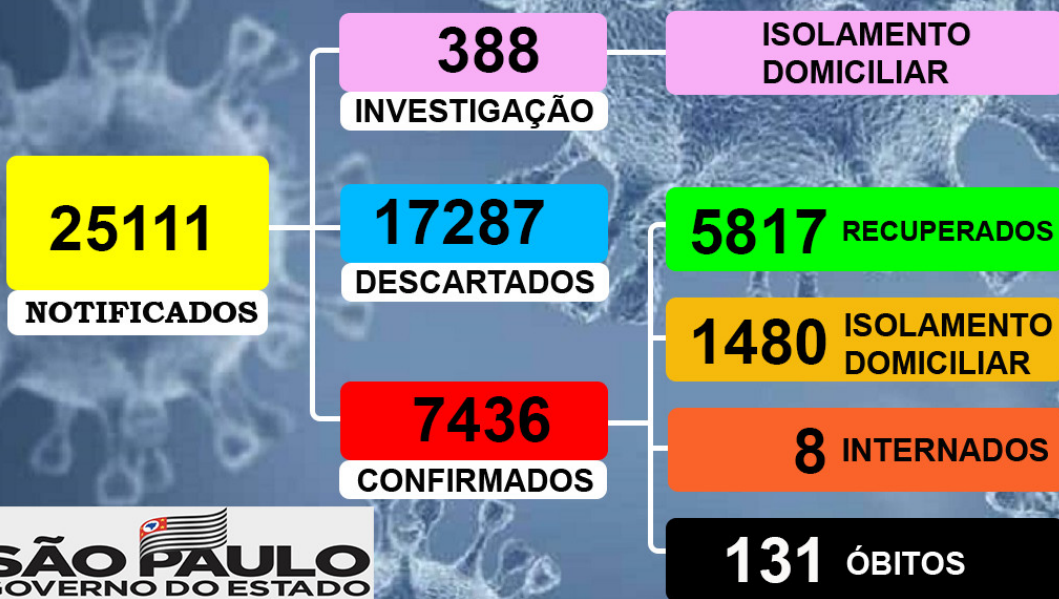 25111
NOTIFICADOS
388
INVESTIGAÇÃO
ISOLAMENTO
DOMICILIAR
17287
DESCARTADOS
7436
CONFIRMADOS
5817 RECUPERADOS
1480 ISOLAMENTO
DOMICILIAR
8 INTERNADOS
131 ÓBITOS
SÃO PAULO
GOVERNO DO ESTADO